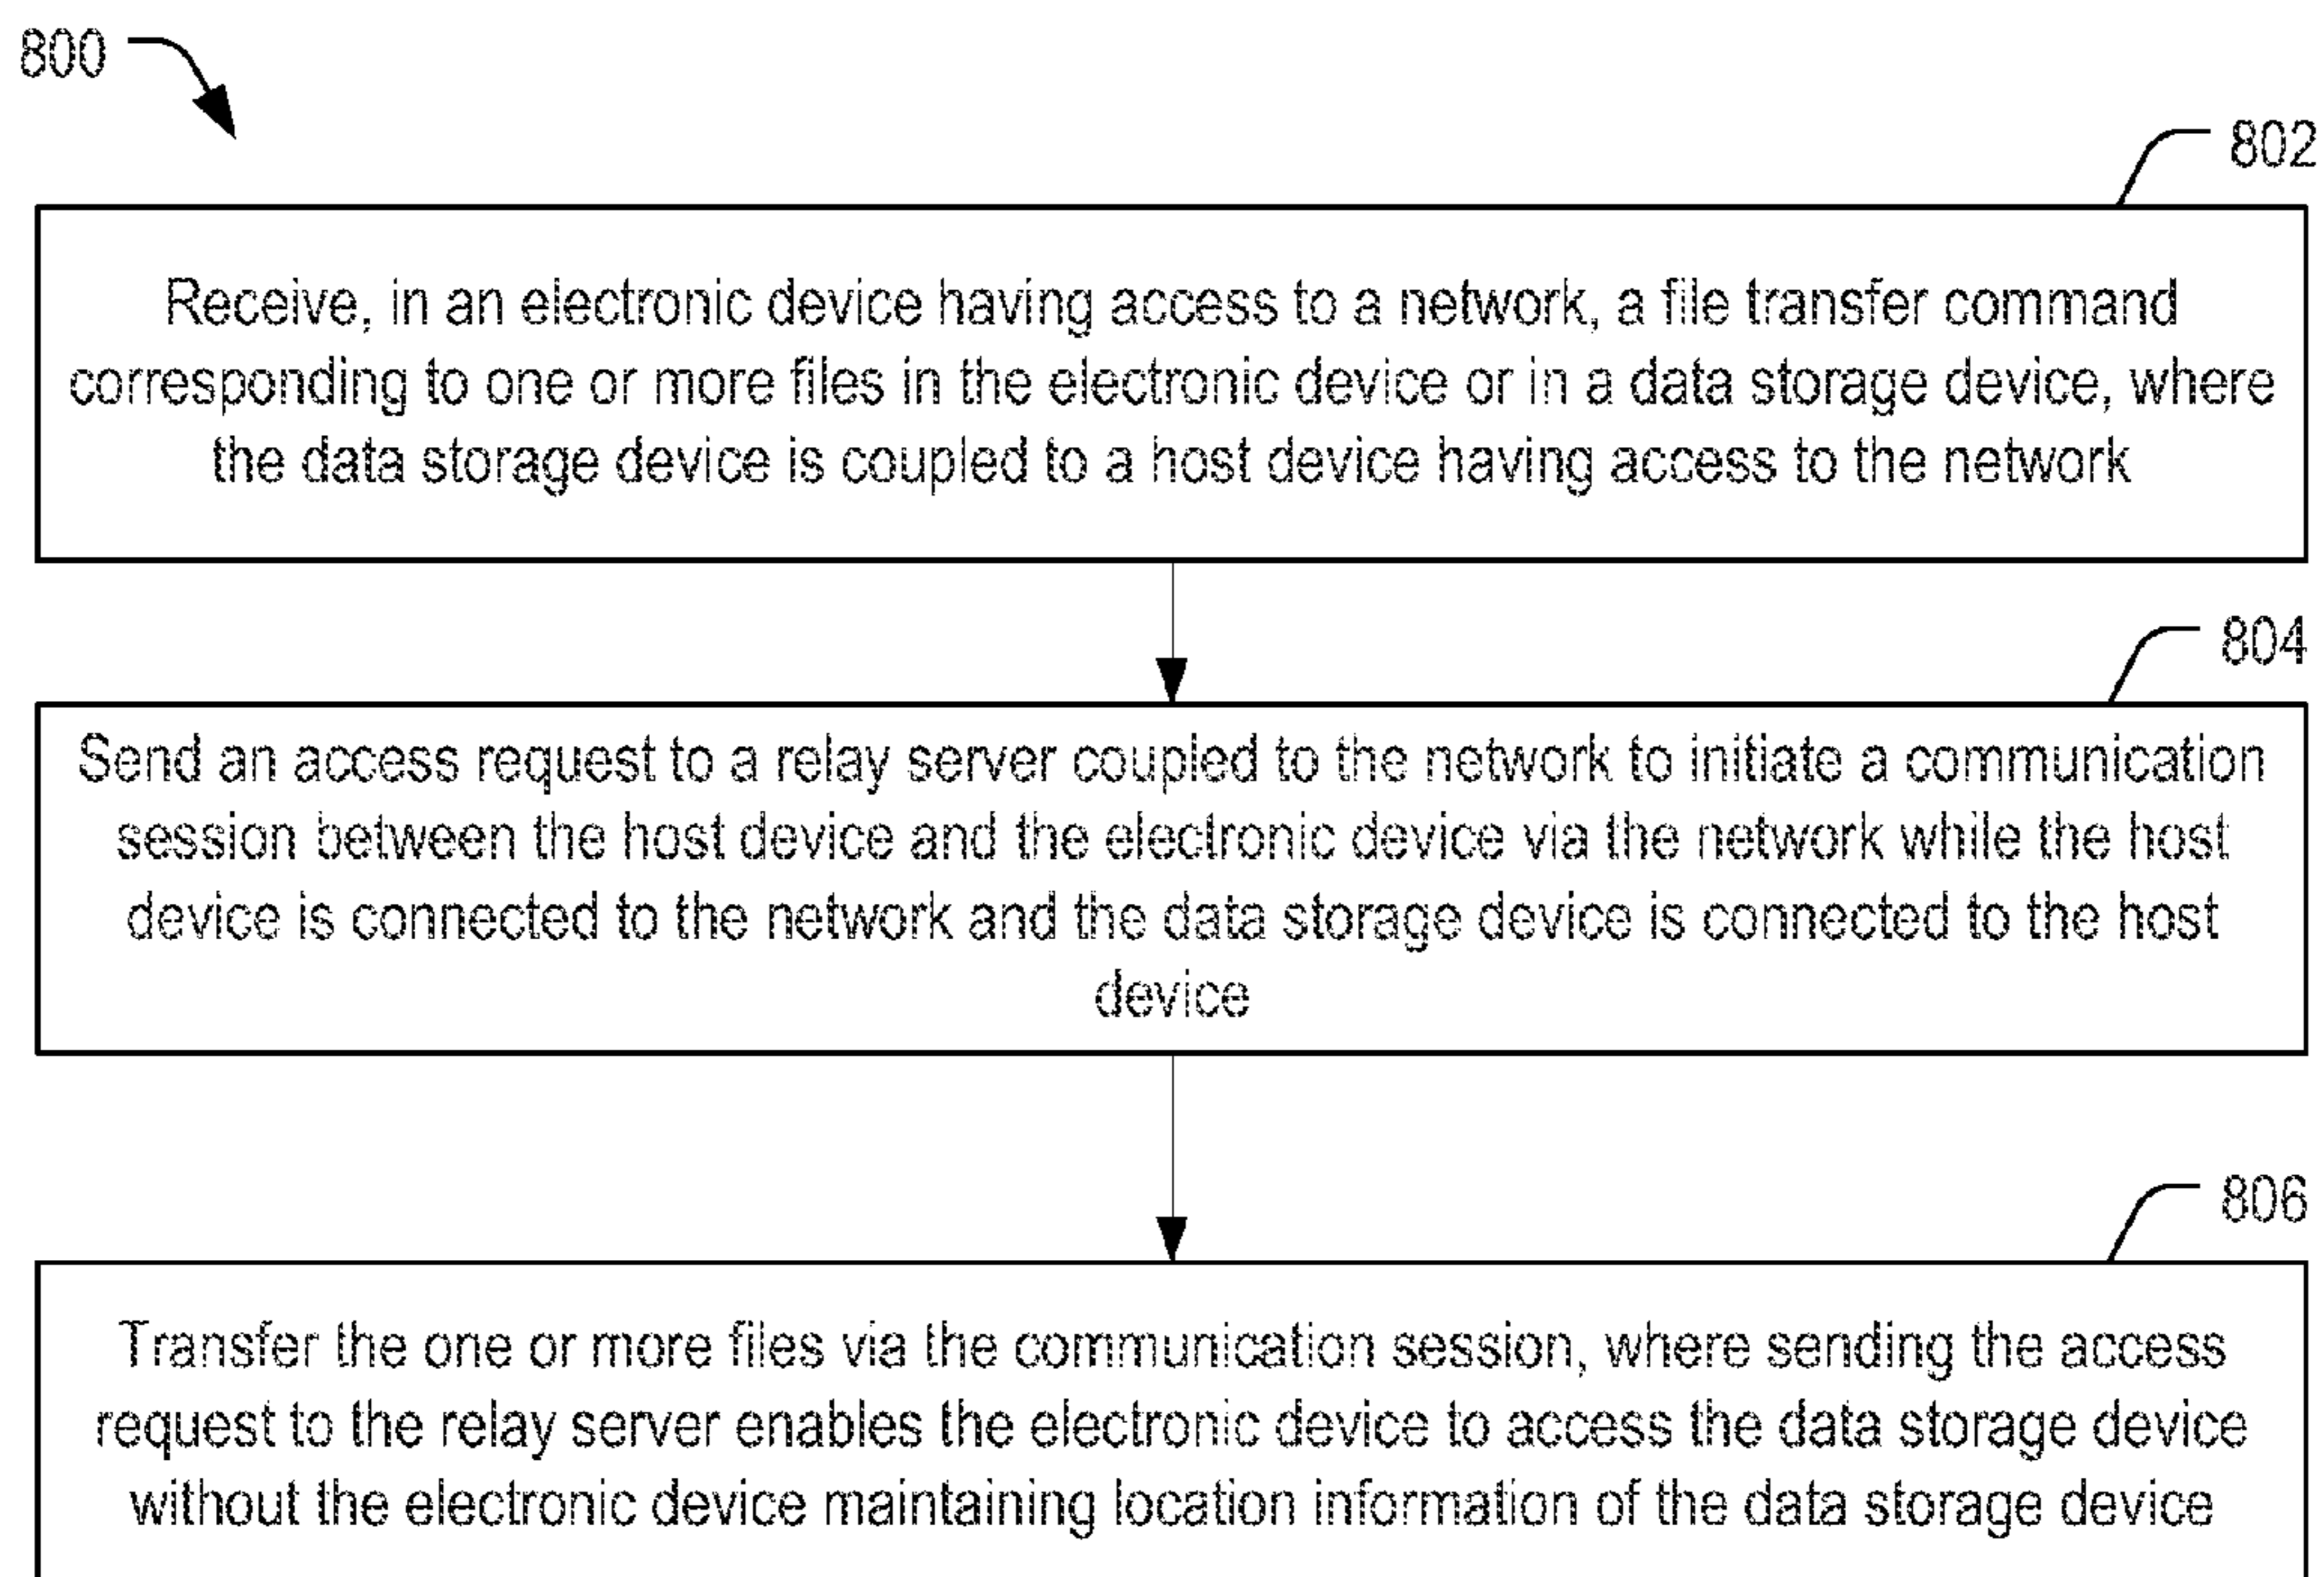 800
802
Receive, in an electronic device having access to a network, a file transfer command
corresponding to one or more files in the electronic device or in a data storage device, where
the data storage device is coupled to a host device having access to the network
804
Send an access request to a relay server coupled to the network to initiate a communication
session between the host device and the electronic device via the network while the host
device is connected to the network and the data storage device is connected to the host
device
806
Transfer the one or more files via the communication session, where sending the access
request to the relay server enables the electronic device to access the data storage device
without the electronic device maintaining location information of the data storage device